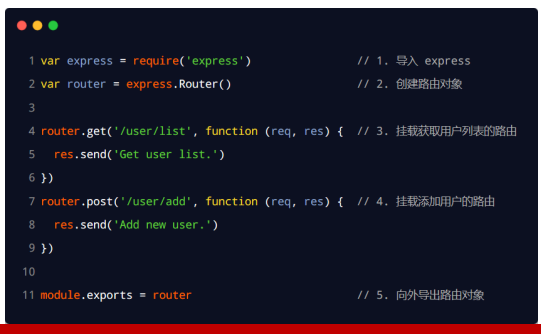 1 var express = require('express') // 1. 导入 express
2 var router = express.Router() // 2. 创建路由对象
3
4 router.get('/user/list', function (req, res) { // 3. 挂载获取用户列表的路由
5   res.send('Get user list.')
6 })
7 router.post('/user/add', function (req, res) { // 4. 挂载添加用户的路由
8   res.send('Add new user.')
9 })
10
11 module.exports = router // 5. 向外导出路由对象